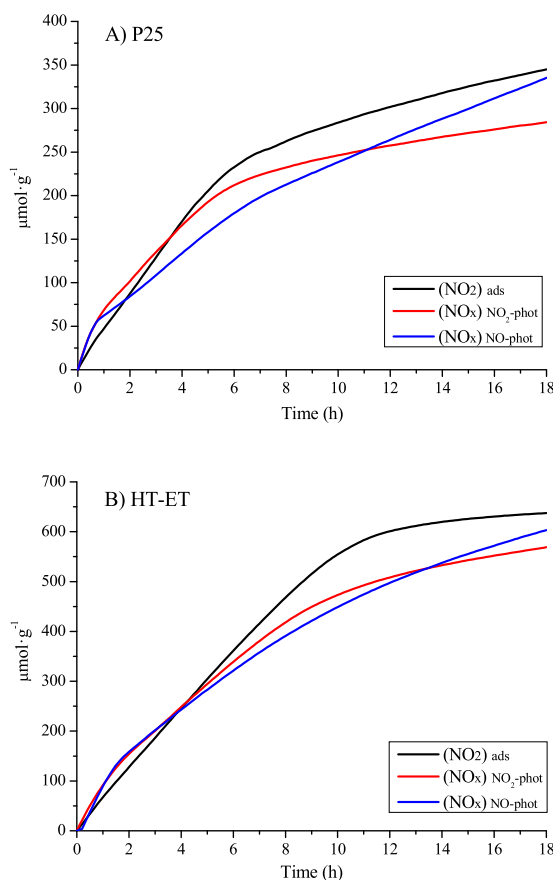 A) P25
400
350
300
250
200
150
100
50
0
μmol·g⁻¹
(NO2) ads
(NOx) NO₂-phot
(NOx) NO-phot
0 2 4 6 8 10 12 14 16 18
Time (h)
B) HT-ET
700
600
500
400
300
200
100
0
μmol·g⁻¹
(NO2) ads
(NOx) NO₂-phot
(NOx) NO-phot
0 2 4 6 8 10 12 14 16 18
Time (h)